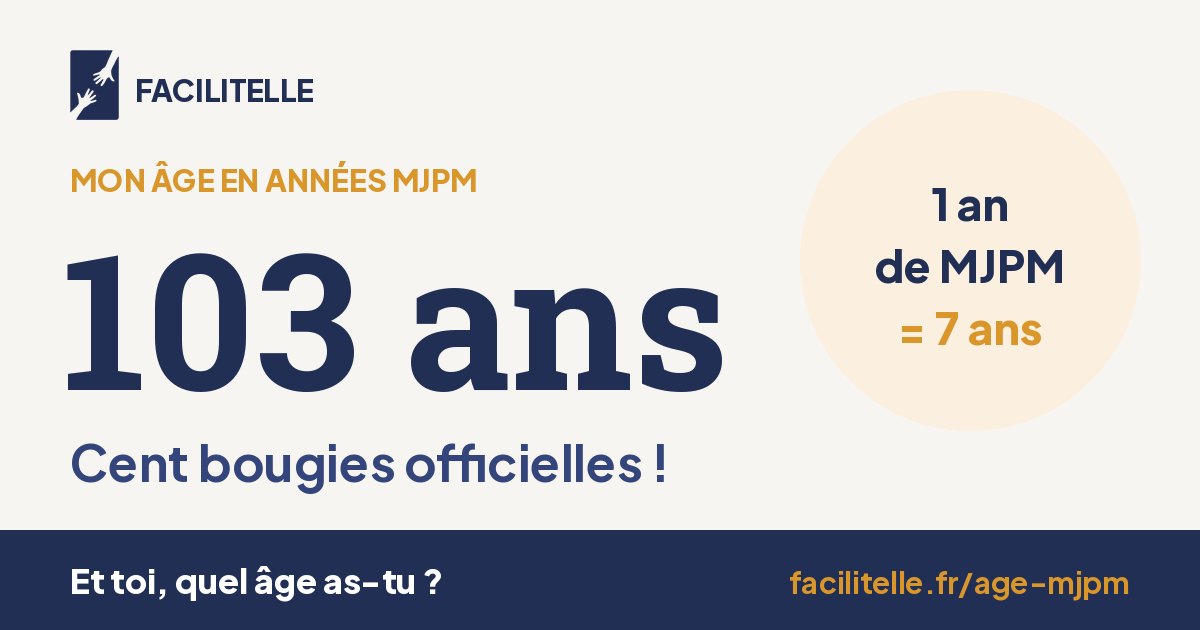 FACILITELLE
MON ÂGE EN ANNÉES MJPM
103 ans
Cent bougies officielles !
1 an
de MJPM
= 7 ans
Et toi, quel âge as-tu ?
facilitelle.fr/age-mjpm